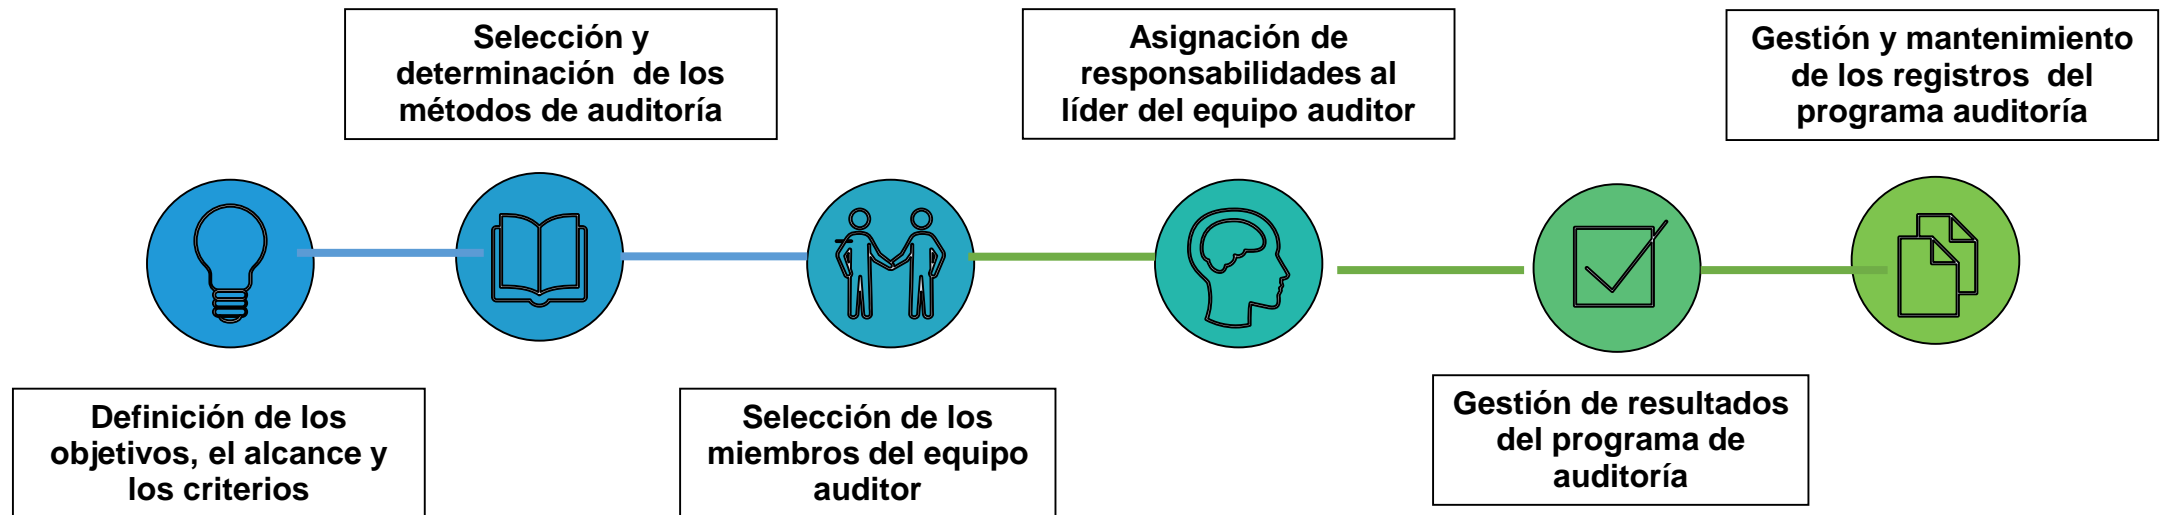 Selección y
determinación  de los
métodos de auditoría
Asignación de
responsabilidades al
líder del equipo auditor
Gestión y mantenimiento
de los registros  del
programa auditoría
Definición de los
objetivos, el alcance y
los criterios
Selección de los
miembros del equipo
auditor
Gestión de resultados
del programa de
auditoría